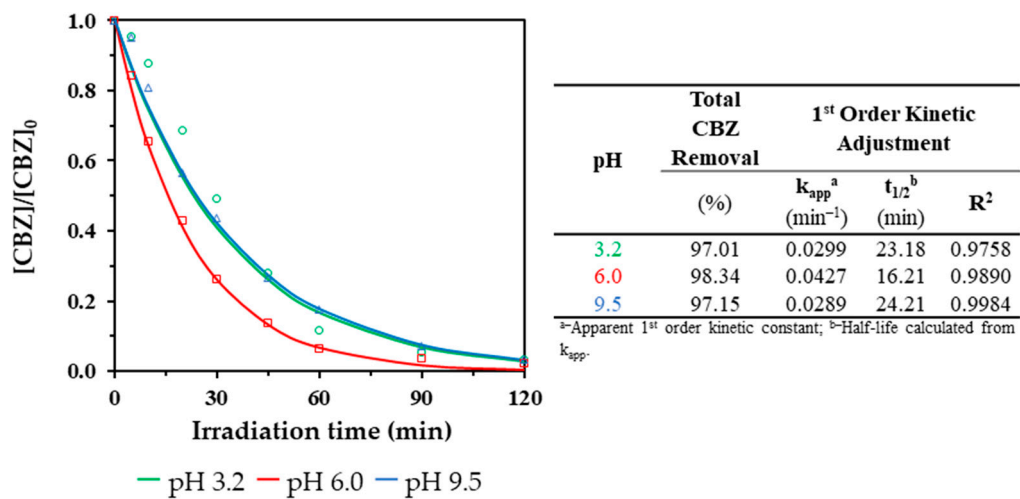 1.0
0.8
0.6
0.4
0.2
0.0
[CBZ]/[CBZ]₀
0 30 60 90 120
Irradiation time (min)
pH 3.2 pH 6.0 pH 9.5
pH
Total CBZ Removal
1st Order Kinetic Adjustment
(%) kappᵃ (min⁻¹) t1/2ᵇ (min) R²
3.2 97.01 0.0299 23.18 0.9758
6.0 98.34 0.0427 16.21 0.9890
9.5 97.15 0.0289 24.21 0.9984
ᵃ–Apparent 1st order kinetic constant; ᵇ–Half-life calculated from
kapp.